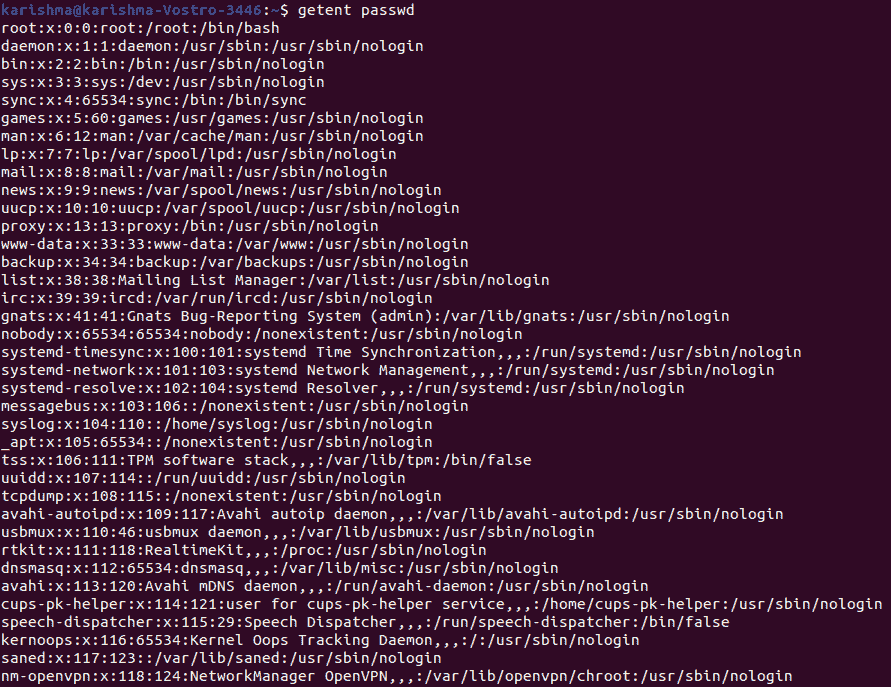 karishma@karishma-Vostro-3446:~$ getent passwd
root:x:0:0:root:/root:/bin/bash
daemon:x:1:1:daemon:/usr/sbin:/usr/sbin/nologin
bin:x:2:2:bin:/bin:/usr/sbin/nologin
sys:x:3:3:sys:/dev:/usr/sbin/nologin
sync:x:4:65534:sync:/bin:/bin/sync
games:x:5:60:games:/usr/games:/usr/sbin/nologin
man:x:6:12:man:/var/cache/man:/usr/sbin/nologin
lp:x:7:7:lp:/var/spool/lpd:/usr/sbin/nologin
mail:x:8:8:mail:/var/mail:/usr/sbin/nologin
news:x:9:9:news:/var/spool/news:/usr/sbin/nologin
uucp:x:10:10:uucp:/var/spool/uucp:/usr/sbin/nologin
proxy:x:13:13:proxy:/bin:/usr/sbin/nologin
www-data:x:33:33:www-data:/var/www:/usr/sbin/nologin
backup:x:34:34:backup:/var/backups:/usr/sbin/nologin
list:x:38:38:Mailing List Manager:/var/list:/usr/sbin/nologin
irc:x:39:39:ircd:/var/run/ircd:/usr/sbin/nologin
gnats:x:41:41:Gnats Bug-Reporting System (admin):/var/lib/gnats:/usr/sbin/nologin
nobody:x:65534:65534:nobody:/nonexistent:/usr/sbin/nologin
systemd-timesync:x:100:101:systemd Time Synchronization,,,:/run/systemd:/usr/sbin/nologin
systemd-network:x:101:103:systemd Network Management,,,:/run/systemd:/usr/sbin/nologin
systemd-resolve:x:102:104:systemd Resolver,,,:/run/systemd:/usr/sbin/nologin
messagebus:x:103:106::/nonexistent:/usr/sbin/nologin
syslog:x:104:110::/home/syslog:/usr/sbin/nologin
_apt:x:105:65534::/nonexistent:/usr/sbin/nologin
tss:x:106:111:TPM software stack,,,:/var/lib/tpm:/bin/false
uuidd:x:107:114::/run/uuidd:/usr/sbin/nologin
tcpdump:x:108:115::/nonexistent:/usr/sbin/nologin
avahi-autoipd:x:109:117:Avahi autoip daemon,,,:/var/lib/avahi-autoipd:/usr/sbin/nologin
usbmux:x:110:46:usbmux daemon,,,:/var/lib/usbmux:/usr/sbin/nologin
rtkit:x:111:118:RealtimeKit,,,:/proc:/usr/sbin/nologin
dnsmasq:x:112:65534:dnsmasq,,,:/var/lib/misc:/usr/sbin/nologin
avahi:x:113:120:Avahi mDNS daemon,,,:/run/avahi-daemon:/usr/sbin/nologin
cups-pk-helper:x:114:121:user for cups-pk-helper service,,,:/home/cups-pk-helper:/usr/sbin/nologin
speech-dispatcher:x:115:29:Speech Dispatcher,,,:/run/speech-dispatcher:/bin/false
kernoops:x:116:65534:Kernel Oops Tracking Daemon,,,:/:/usr/sbin/nologin
saned:x:117:123::/var/lib/saned:/usr/sbin/nologin
nm-openvpn:x:118:124:NetworkManager OpenVPN,,,:/var/lib/openvpn/chroot:/usr/sbin/nologin